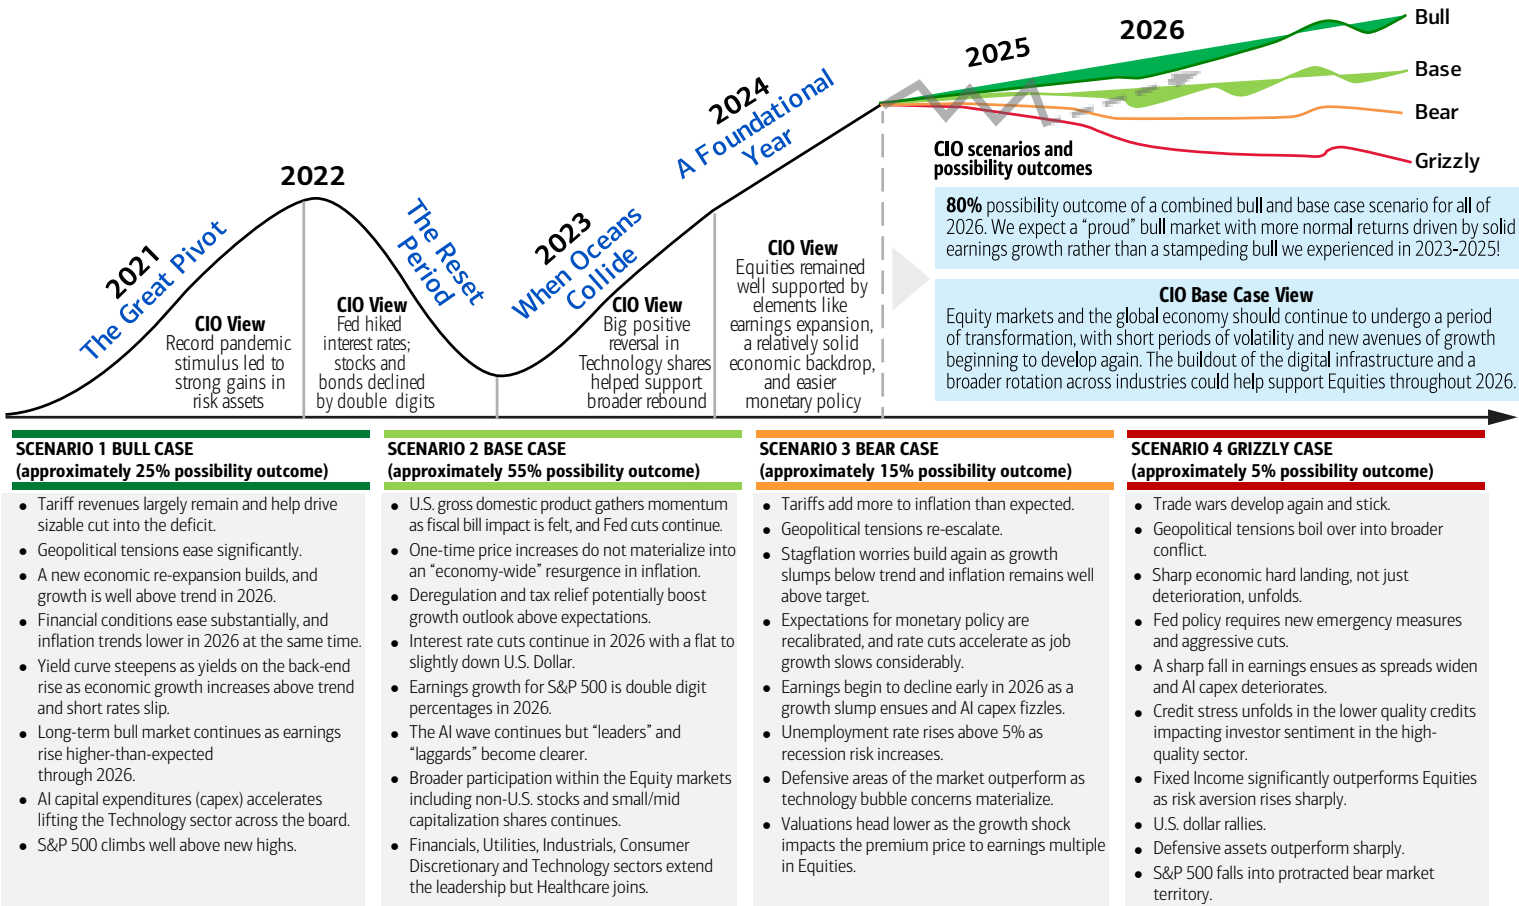 2021
The Great Pivot
CIO View
Record pandemic
stimulus led to
strong gains in
risk assets
2022
The Reset
Period
CIO View
Fed hiked
interest rates;
stocks and
bonds declined
by double digits
2023
When Oceans
Collide
CIO View
Big positive
reversal in
Technology shares
helped support
broader rebound
2024
A Foundational
Year
CIO View
Equities remained
well supported by
elements like
earnings expansion,
a relatively solid
economic backdrop,
and easier
monetary policy
2025
2026
Bull
Base
Bear
Grizzly
CIO scenarios and
possibility outcomes
80% possibility outcome of a combined bull and base case scenario for all of
2026. We expect a “proud” bull market with more normal returns driven by solid
earnings growth rather than a stampeding bull we experienced in 2023-2025!
CIO Base Case View
Equity markets and the global economy should continue to undergo a period
of transformation, with short periods of volatility and new avenues of growth
beginning to develop again. The buildout of the digital infrastructure and a
broader rotation across industries could help support Equities throughout 2026.
SCENARIO 1 BULL CASE
(approximately 25% possibility outcome)
• Tariff revenues largely remain and help drive
sizable cut into the deficit.
• Geopolitical tensions ease significantly.
• A new economic re-expansion builds, and
growth is well above trend in 2026.
• Financial conditions ease substantially, and
inflation trends lower in 2026 at the same time.
• Yield curve steepens as yields on the back-end
rise as economic growth increases above trend
and short rates slip.
• Long-term bull market continues as earnings
rise higher-than-expected
through 2026.
• AI capital expenditures (capex) accelerates
lifting the Technology sector across the board.
• S&P 500 climbs well above new highs.
SCENARIO 2 BASE CASE
(approximately 55% possibility outcome)
• U.S. gross domestic product gathers momentum
as fiscal bill impact is felt, and Fed cuts continue.
• One-time price increases do not materialize into
an “economy-wide” resurgence in inflation.
• Deregulation and tax relief potentially boost
growth outlook above expectations.
• Interest rate cuts continue in 2026 with a flat to
slightly down U.S. Dollar.
• Earnings growth for S&P 500 is double digit
percentages in 2026.
• The AI wave continues but “leaders” and
“laggards” become clearer.
• Broader participation within the Equity markets
including non-U.S. stocks and small/mid
capitalization shares continues.
• Financials, Utilities, Industrials, Consumer
Discretionary and Technology sectors extend
the leadership but Healthcare joins.
SCENARIO 3 BEAR CASE
(approximately 15% possibility outcome)
• Tariffs add more to inflation than expected.
• Geopolitical tensions re-escalate.
• Stagflation worries build again as growth
slumps below trend and inflation remains well
above target.
• Expectations for monetary policy are
recalibrated, and rate cuts accelerate as job
growth slows considerably.
• Earnings begin to decline early in 2026 as a
growth slump ensues and AI capex fizzles.
• Unemployment rate rises above 5% as
recession risk increases.
• Defensive areas of the market outperform as
technology bubble concerns materialize.
• Valuations head lower as the growth shock
impacts the premium price to earnings multiple
in Equities.
SCENARIO 4 GRIZZLY CASE
(approximately 5% possibility outcome)
• Trade wars develop again and stick.
• Geopolitical tensions boil over into broader
conflict.
• Sharp economic hard landing, not just
deterioration, unfolds.
• Fed policy requires new emergency measures
and aggressive cuts.
• A sharp fall in earnings ensues as spreads widen
and AI capex deteriorates.
• Credit stress unfolds in the lower quality credits
impacting investor sentiment in the high-
quality sector.
• Fixed Income significantly outperforms Equities
as risk aversion rises sharply.
• U.S. dollar rallies.
• Defensive assets outperform sharply.
• S&P 500 falls into protracted bear market
territory.